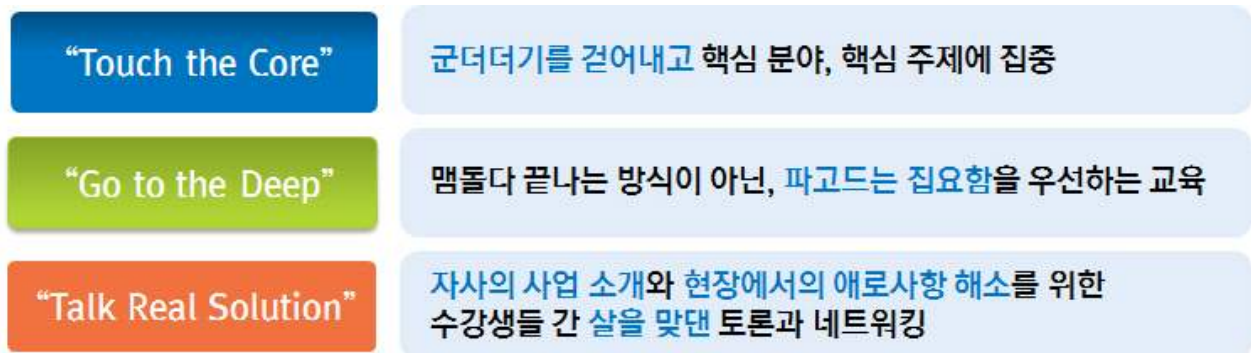 “Touch the Core”
군더더기를 걷어내고 핵심 분야, 핵심 주제에 집중
“Go to the Deep”
맴돌다 끝나는 방식이 아닌, 파고드는 집요함을 우선하는 교육
“Talk Real Solution”
자사의 사업 소개와 현장에서의 애로사항 해소를 위한
수강생들 간 살을 맞댄 토론과 네트워킹